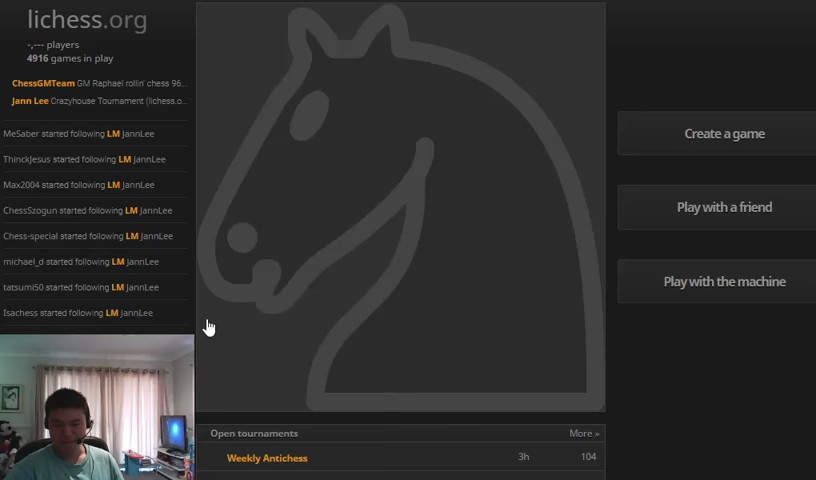 lichess.org
-,--- players
4916 games in play
ChessGMTeam GM Raphael rollin' chess 96...
Jann Lee Crazyhouse Tournament (lichess.o...
MeSaber started following LM JannLee
ThinckJesus started following LM JannLee
Max2004 started following LM JannLee
ChessSzogun started following LM JannLee
Chess-special started following LM JannLee
michael_d started following LM JannLee
tatsumi50 started following LM JannLee
Isachess started following LM JannLee
Create a game
Play with a friend
Play with the machine
Open tournaments More »
Weekly Antichess 3h 104